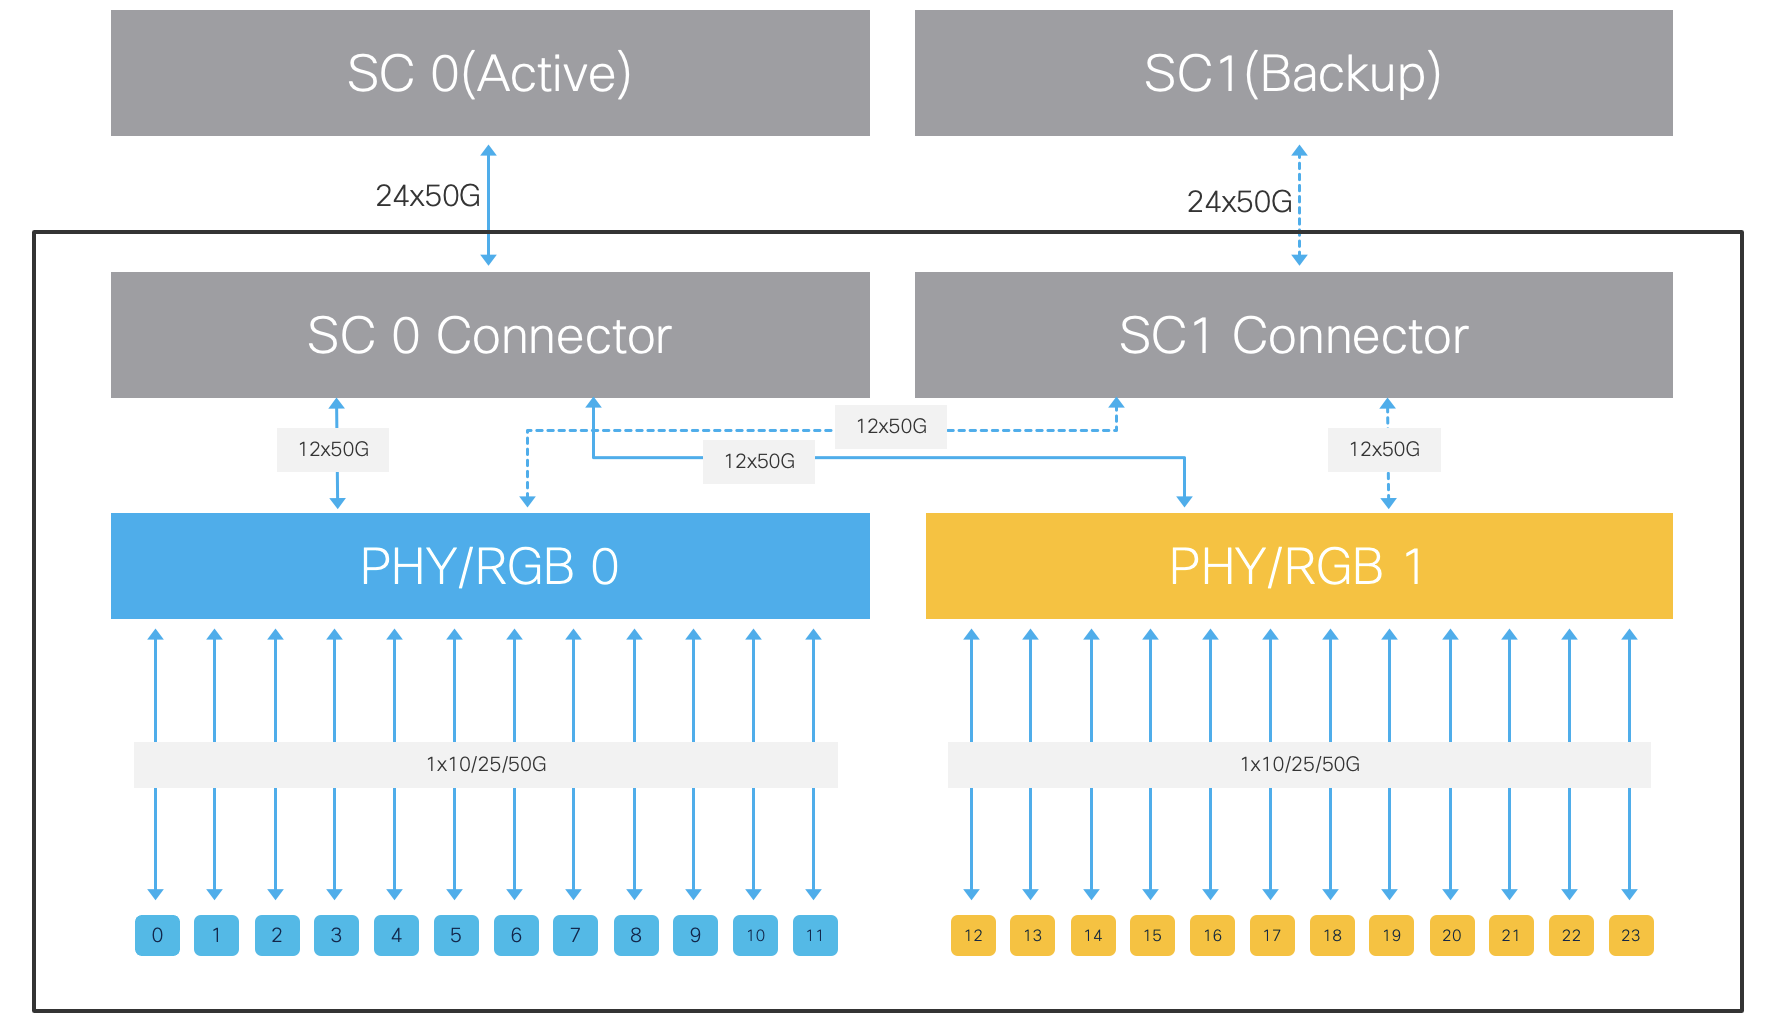 SC 0(Active)
SC1(Backup)
24x50G
24x50G
SC 0 Connector
SC1 Connector
12x50G
12x50G
12x50G
12x50G
PHY/RGB 0
PHY/RGB 1
1x10/25/50G
1x10/25/50G
0 1 2 3 4 5 6 7 8 9 10 11
12 13 14 15 16 17 18 19 20 21 22 23